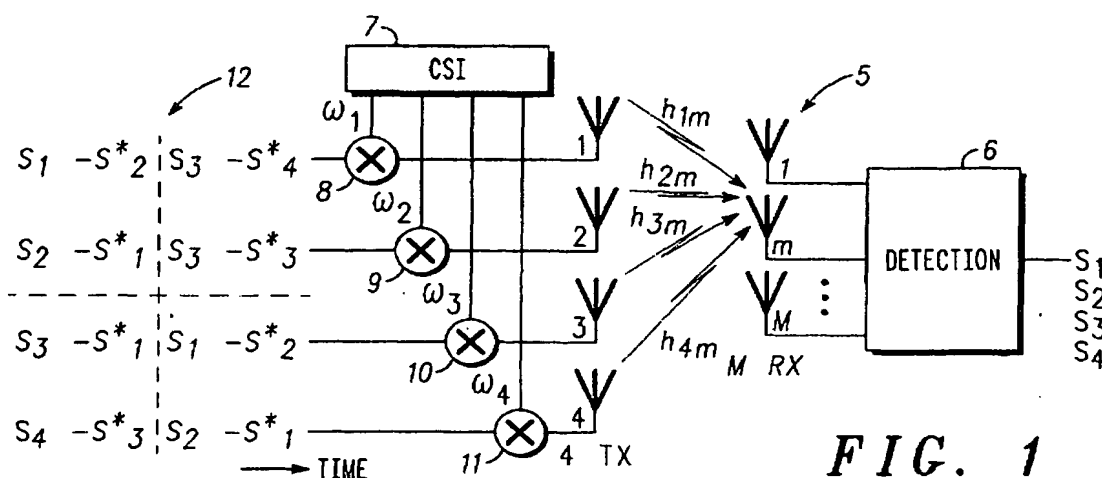 7
CSI
12
5
ω1
h1m
6
S1 -S*2 S3 -S*4
8
1
1
ω2
h2m
h3m
S2 -S*1 S3 -S*3
9
2
m
DETECTION
S1
S2
S3
S4
ω3
S3 -S*1 S1 -S*2
10
3
M
h4m
M RX
ω4
S4 -S*3 S2 -S*1
11
4
4 TX
TIME
FIG. 1